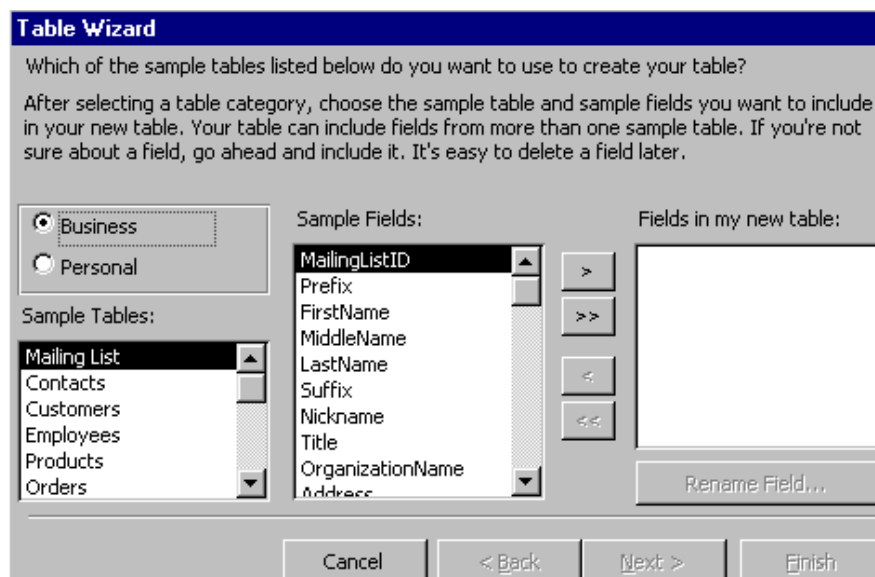 Table Wizard
Which of the sample tables listed below do you want to use to create your table?
After selecting a table category, choose the sample table and sample fields you want to include
in your new table. Your table can include fields from more than one sample table. If you're not
sure about a field, go ahead and include it. It's easy to delete a field later.
Business
Personal
Sample Tables:
Mailing List
Contacts
Customers
Employees
Products
Orders
Sample Fields:
MailingListID
Prefix
FirstName
MiddleName
LastName
Suffix
Nickname
Title
OrganizationName
Address
>
>>
<
<<
Fields in my new table:
Rename Field...
Cancel
< Back
Next >
Finish